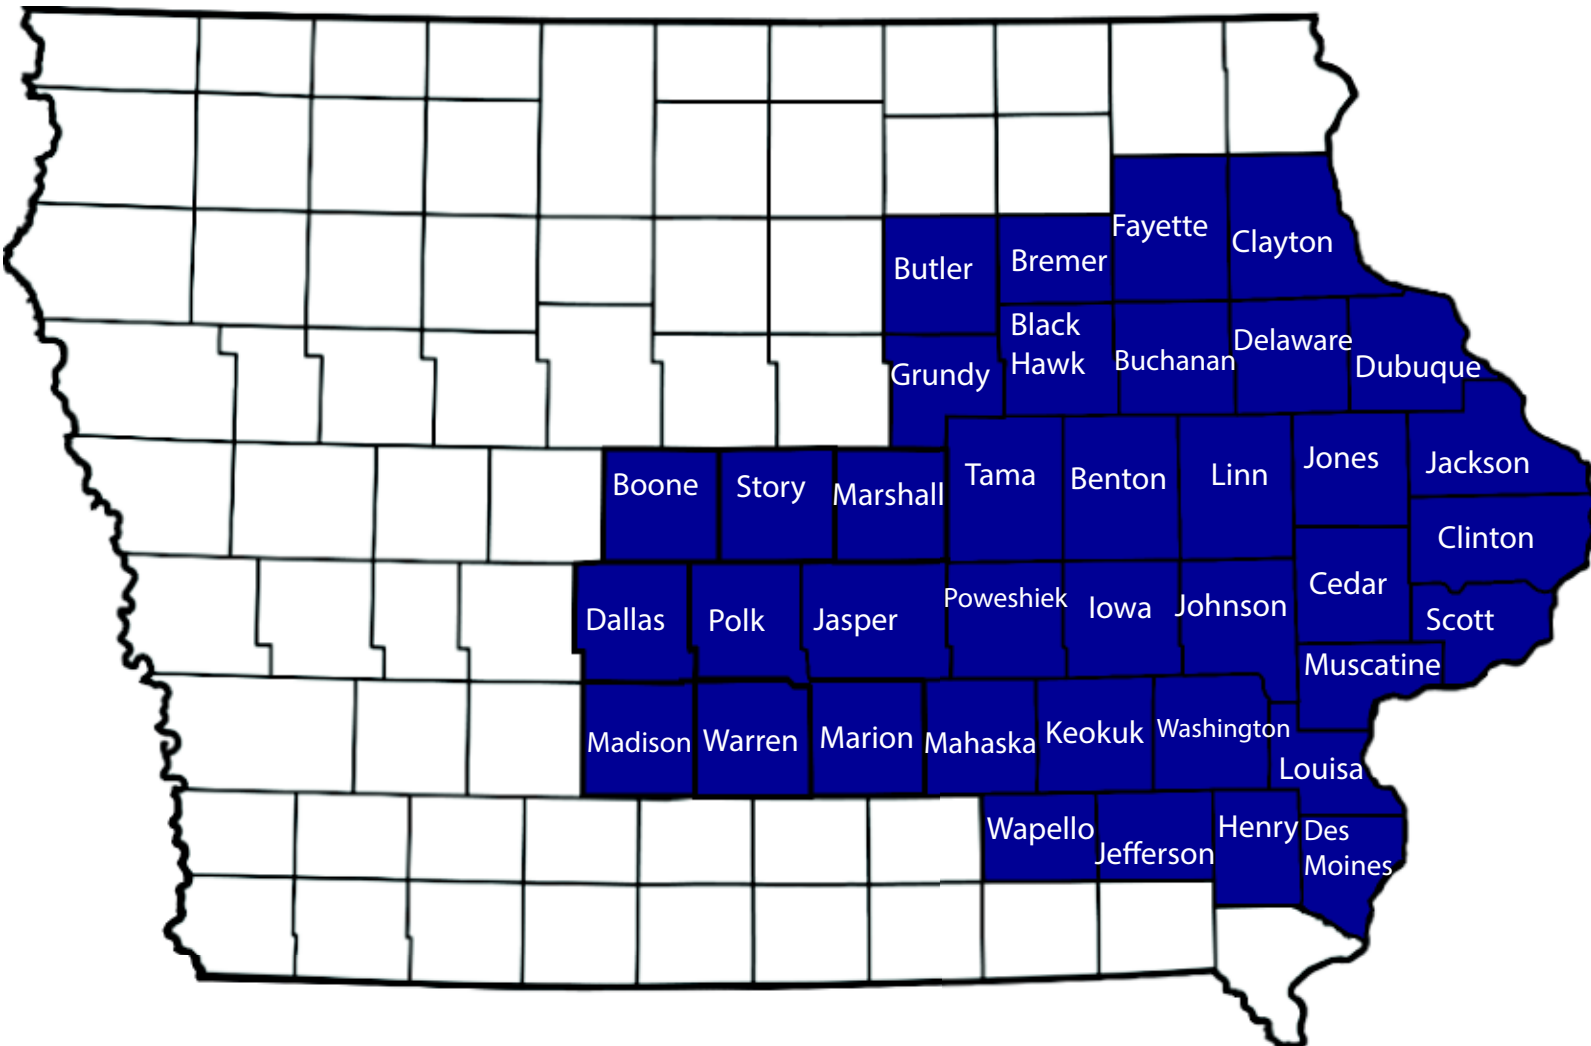 Fayette
Clayton
Butler
Bremer
Black
Hawk
Buchanan
Delaware
Dubuque
Grundy
Boone
Story
Marshall
Tama
Benton
Linn
Jones
Jackson
Clinton
Dallas
Polk
Jasper
Poweshiek
Iowa
Johnson
Cedar
Scott
Muscatine
Madison
Warren
Marion
Mahaska
Keokuk
Washington
Louisa
Wapello
Jefferson
Henry
Des
Moines